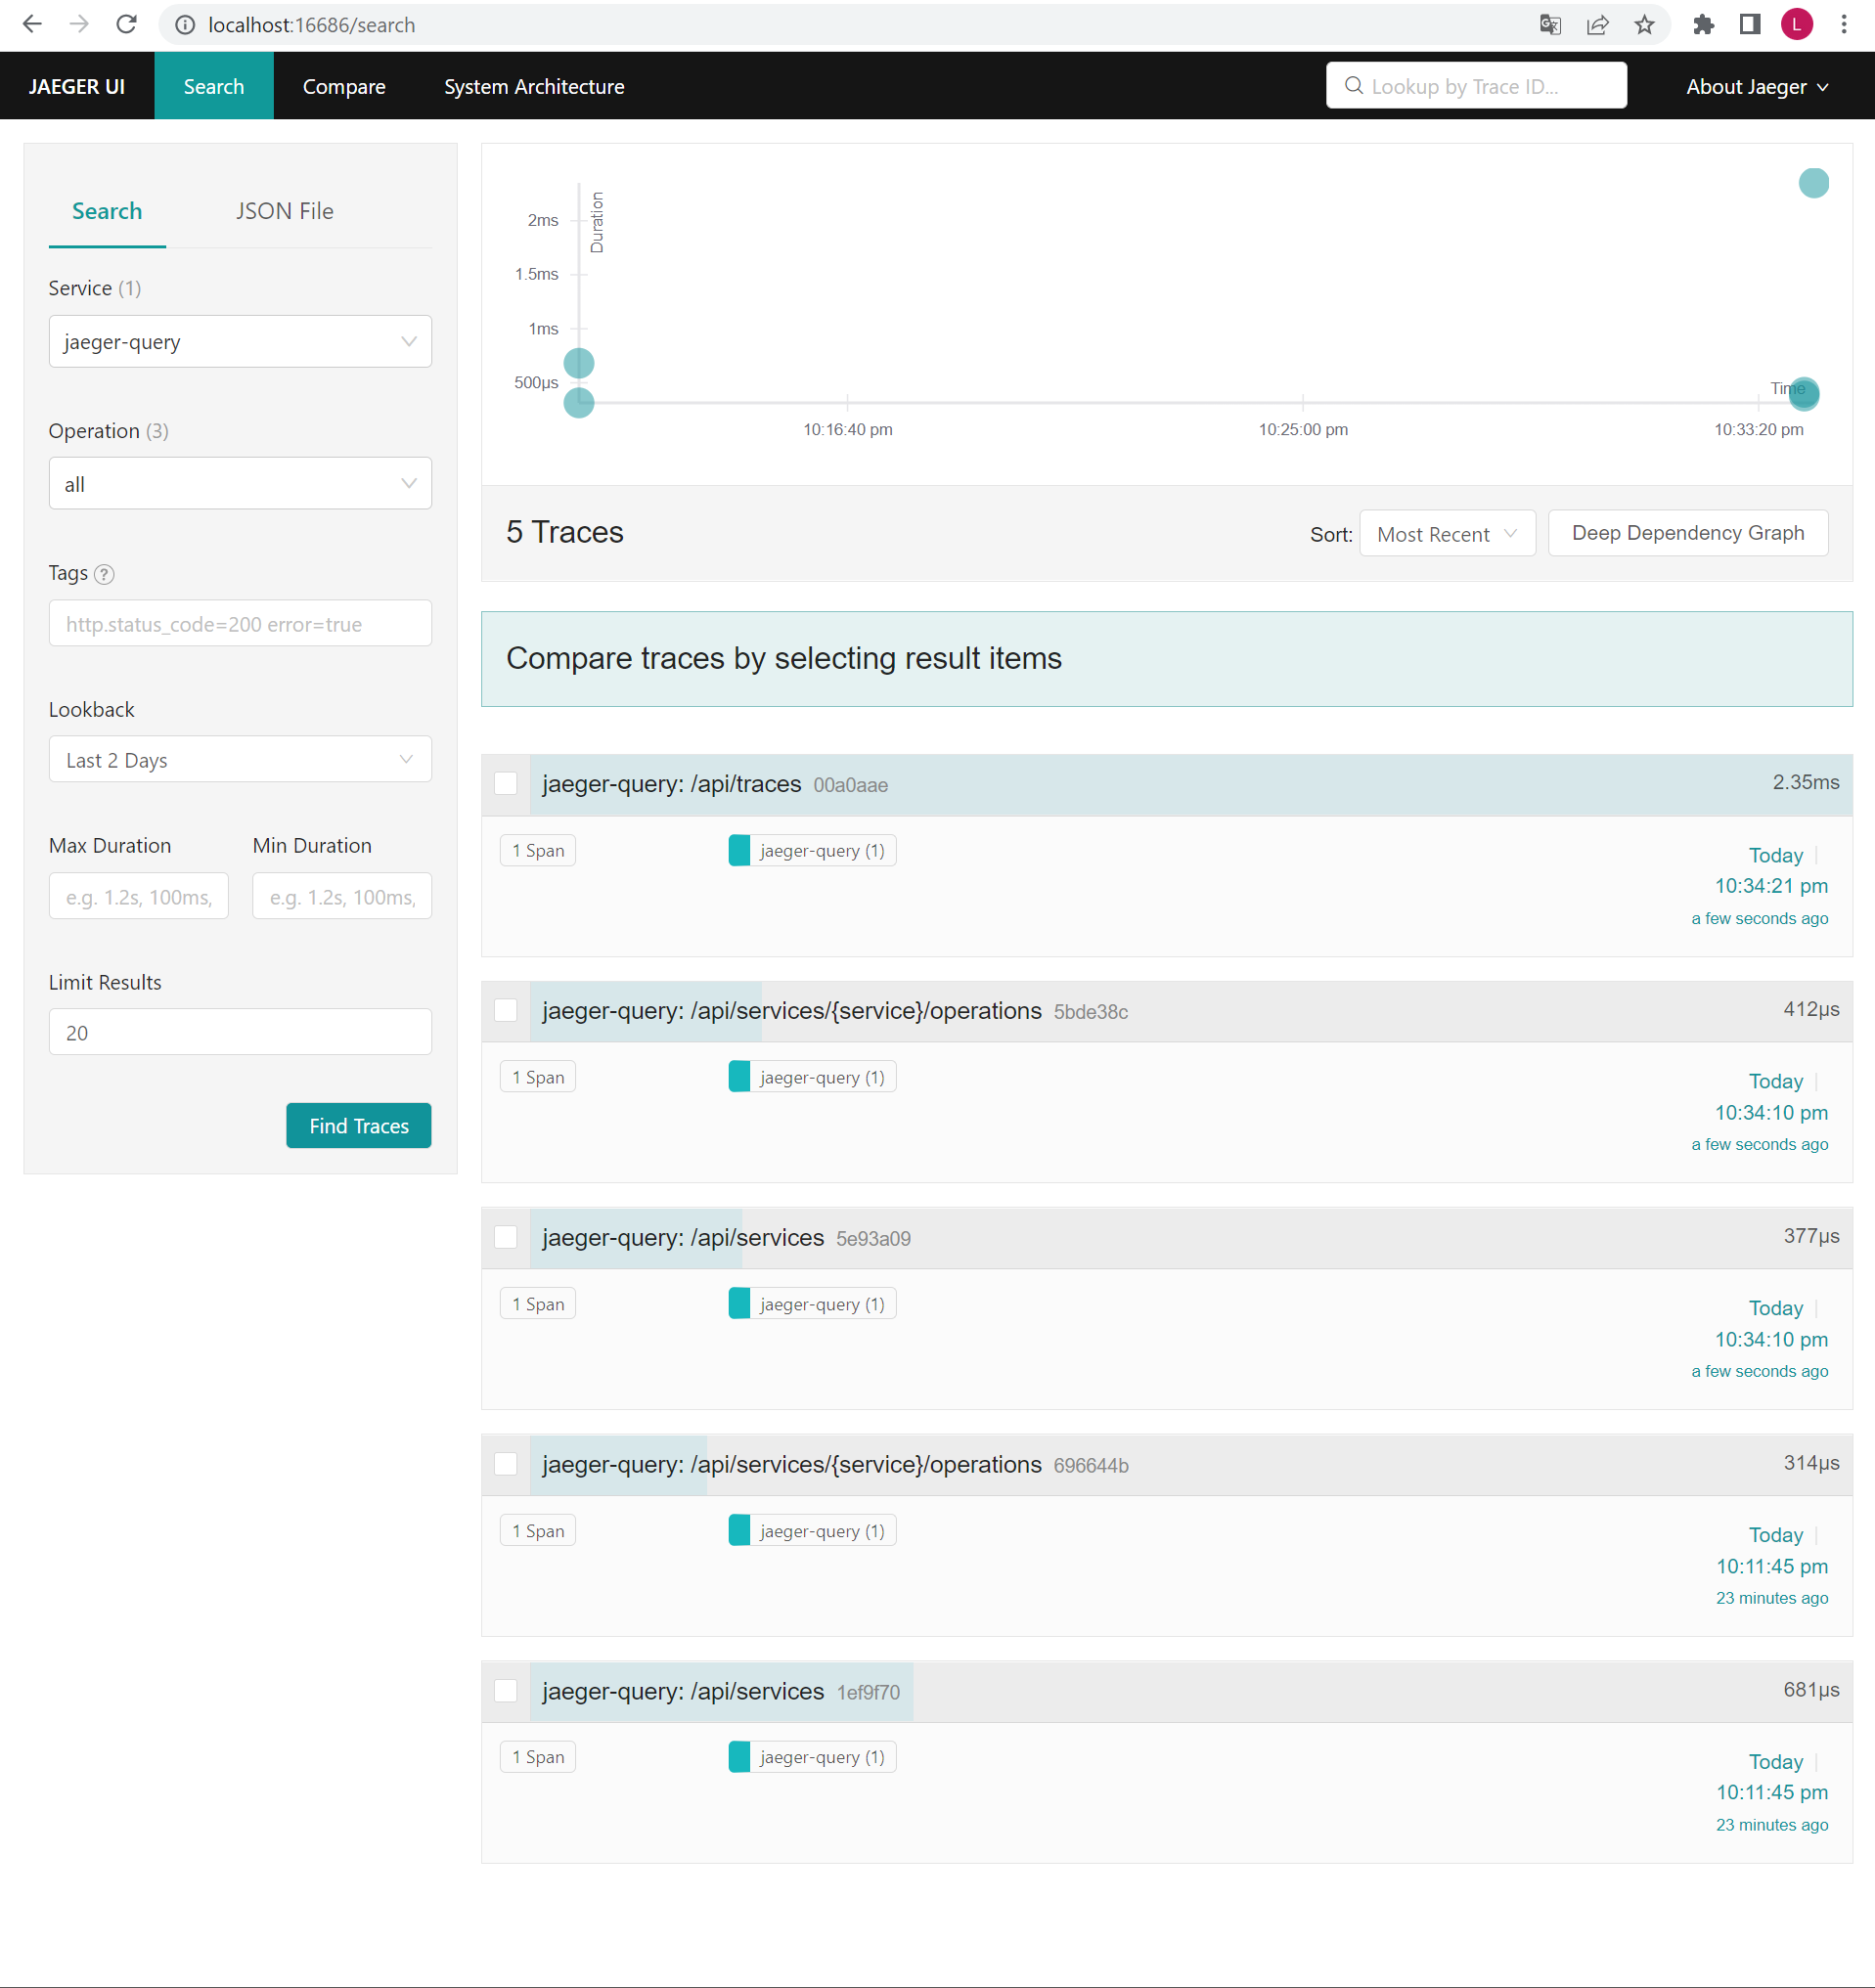 localhost:16686/search
L
JAEGER UI Search Compare System Architecture Lookup by Trace ID... About Jaeger
Search JSON File
Service (1)
jaeger-query
Operation (3)
all
Tags ?
http.status_code=200 error=true
Lookback
Last 2 Days
Max Duration Min Duration
e.g. 1.2s, 100ms, e.g. 1.2s, 100ms,
Limit Results
20
Find Traces
Duration
2ms
1.5ms
1ms
500μs
Time
10:16:40 pm 10:25:00 pm 10:33:20 pm
5 Traces Sort: Most Recent Deep Dependency Graph
Compare traces by selecting result items
jaeger-query: /api/traces 00a0aae 2.35ms
1 Span jaeger-query (1) Today
10:34:21 pm
a few seconds ago
jaeger-query: /api/services/{service}/operations 5bde38c 412μs
1 Span jaeger-query (1) Today
10:34:10 pm
a few seconds ago
jaeger-query: /api/services 5e93a09 377μs
1 Span jaeger-query (1) Today
10:34:10 pm
a few seconds ago
jaeger-query: /api/services/{service}/operations 696644b 314μs
1 Span jaeger-query (1) Today
10:11:45 pm
23 minutes ago
jaeger-query: /api/services 1ef9f70 681μs
1 Span jaeger-query (1) Today
10:11:45 pm
23 minutes ago